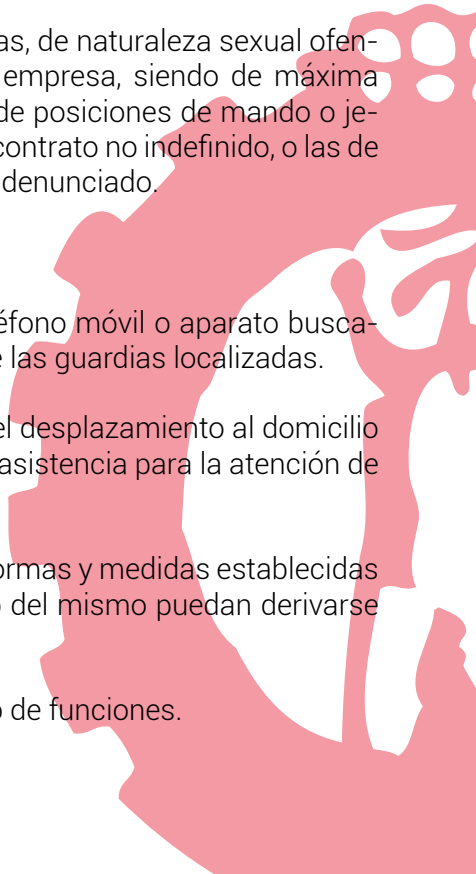 as, de naturaleza sexual ofen-
empresa, siendo de máxima
de posiciones de mando o je-
contrato no indefinido, o las de
denunciado.
éfono móvil o aparato busca-
e las guardias localizadas.
el desplazamiento al domicilio
asistencia para la atención de
ormas y medidas establecidas
o del mismo puedan derivarse
o de funciones.